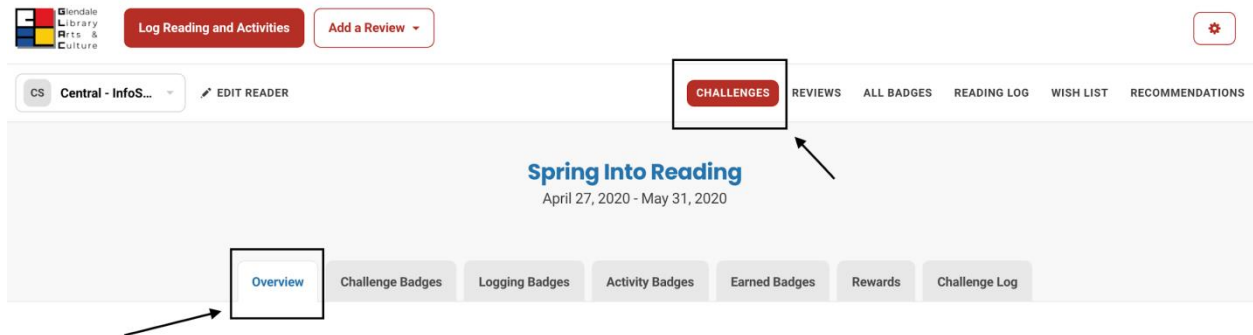 Glendale
Library
Arts &
Culture
Log Reading and Activities
Add a Review
CS Central - InfoS...
EDIT READER
CHALLENGES REVIEWS ALL BADGES READING LOG WISH LIST RECOMMENDATIONS
Spring Into Reading
April 27, 2020 - May 31, 2020
Overview Challenge Badges Logging Badges Activity Badges Earned Badges Rewards Challenge Log